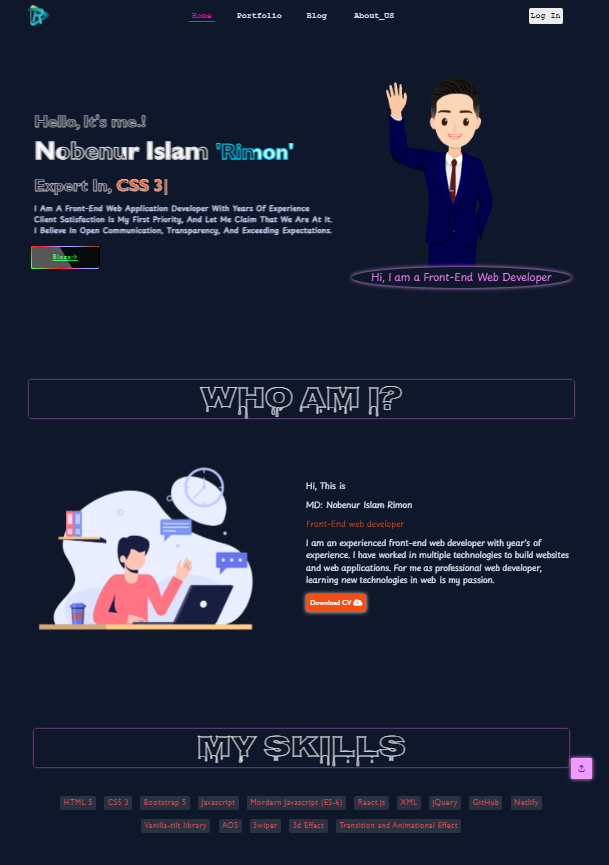 Home Portfolio Blog About_US Log In
Hello, It's me.!
Nobenur Islam 'Rimon'
Expert In, CSS 3|
I Am A Front-End Web Application Developer With Years Of Experience
Client Satisfaction Is My First Priority, And Let Me Claim That We Are At It.
I Believe In Open Communication, Transparency, And Exceeding Expectations.
Blogs
Hi, I am a Front-End Web Developer
WHO AM I?
Hi, This is
MD: Nobenur Islam Rimon
Front-End web developer
I am an experienced front-end web developer with year's of
experience. I have worked in multiple technologies to build websites
and web applications. For me as professional web developer,
learning new technologies in web is my passion.
Download CV
MY SKILLS
HTML 5 CSS 3 Bootstrap 5 Javascript Mordern Javascript (ES-6) React.js XML jQuery GitHub Netlify
Vanilla-tilt library AOS Swiper 3d Effect Transition and Animational Effect